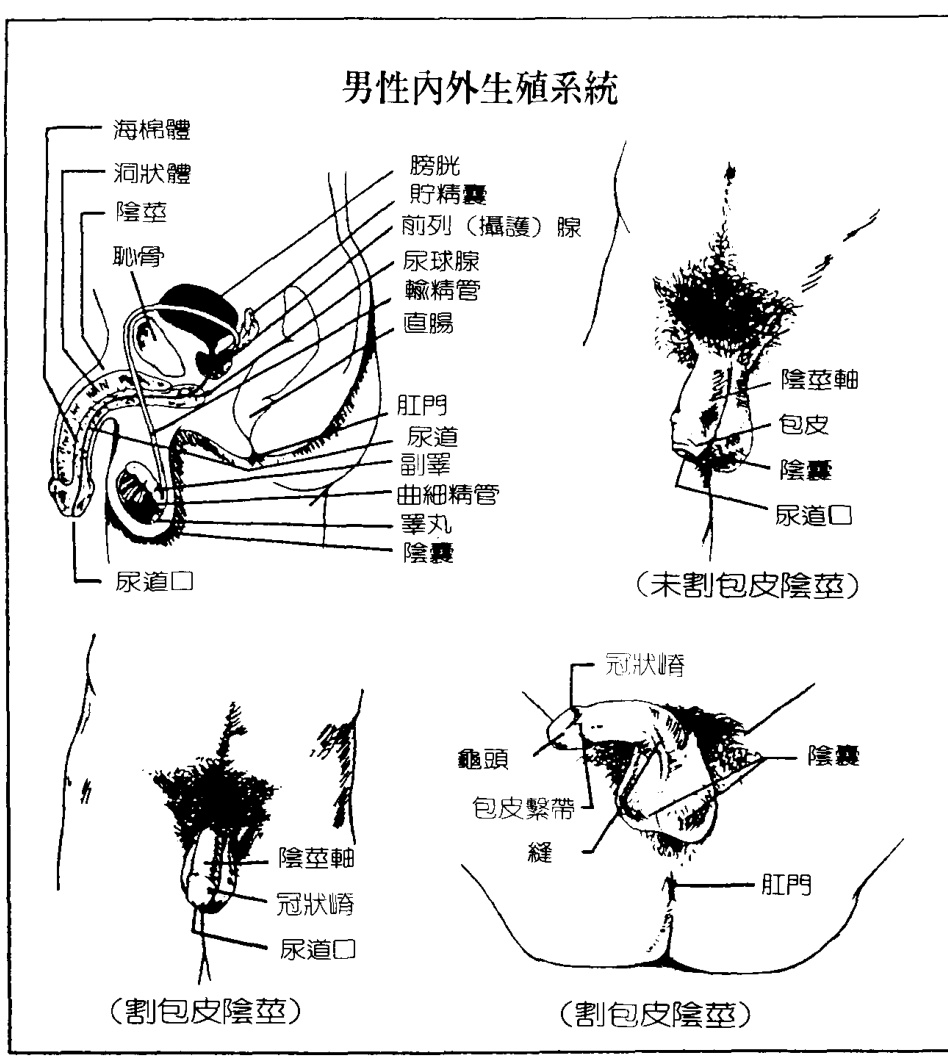 男性內外生殖系統
海棉體
洞狀體
陰莖
恥骨
膀胱
貯精囊
前列（攝護）腺
尿球腺
輸精管
直腸
肛門
尿道
副睪
曲細精管
睪丸
陰囊
尿道口
陰莖軸
包皮
陰囊
尿道口
（未割包皮陰莖）
陰莖軸
冠狀嵴
尿道口
（割包皮陰莖）
冠狀嵴
龜頭
包皮繫帶
縫
陰囊
肛門
（割包皮陰莖）